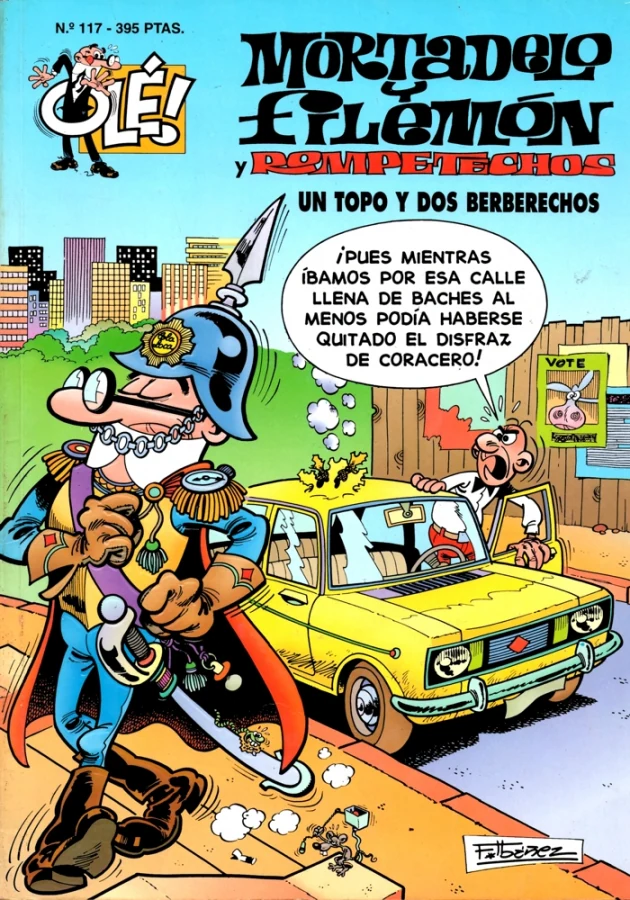 Nº 117 - 395 PTAS.
OLÉ!
MORTADELO
Y
FILEMÓN
y ROMPETECHOS
UN TOPO Y DOS BERBERECHOS
¡PUES MIENTRAS
ÍBAMOS POR ESA CALLE
LLENA DE BACHES AL
MENOS PODÍA HABERSE
QUITADO EL DISFRAZ
DE CORACERO!
VOTE
F. Ibáñez